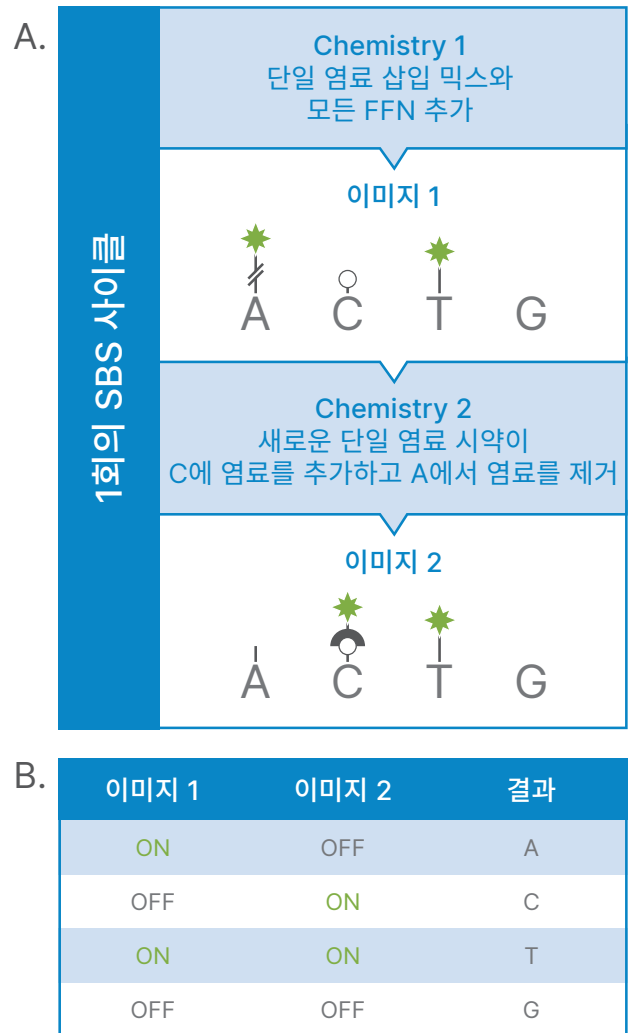 A.
1회의 SBS 사이클
Chemistry 1
단일 염료 삽입 믹스와
모든 FFN 추가
이미지 1
A C T G
Chemistry 2
새로운 단일 염료 시약이
C에 염료를 추가하고 A에서 염료를 제거
이미지 2
A C T G
B.
이미지 1 이미지 2 결과
ON OFF A
OFF ON C
ON ON T
OFF OFF G